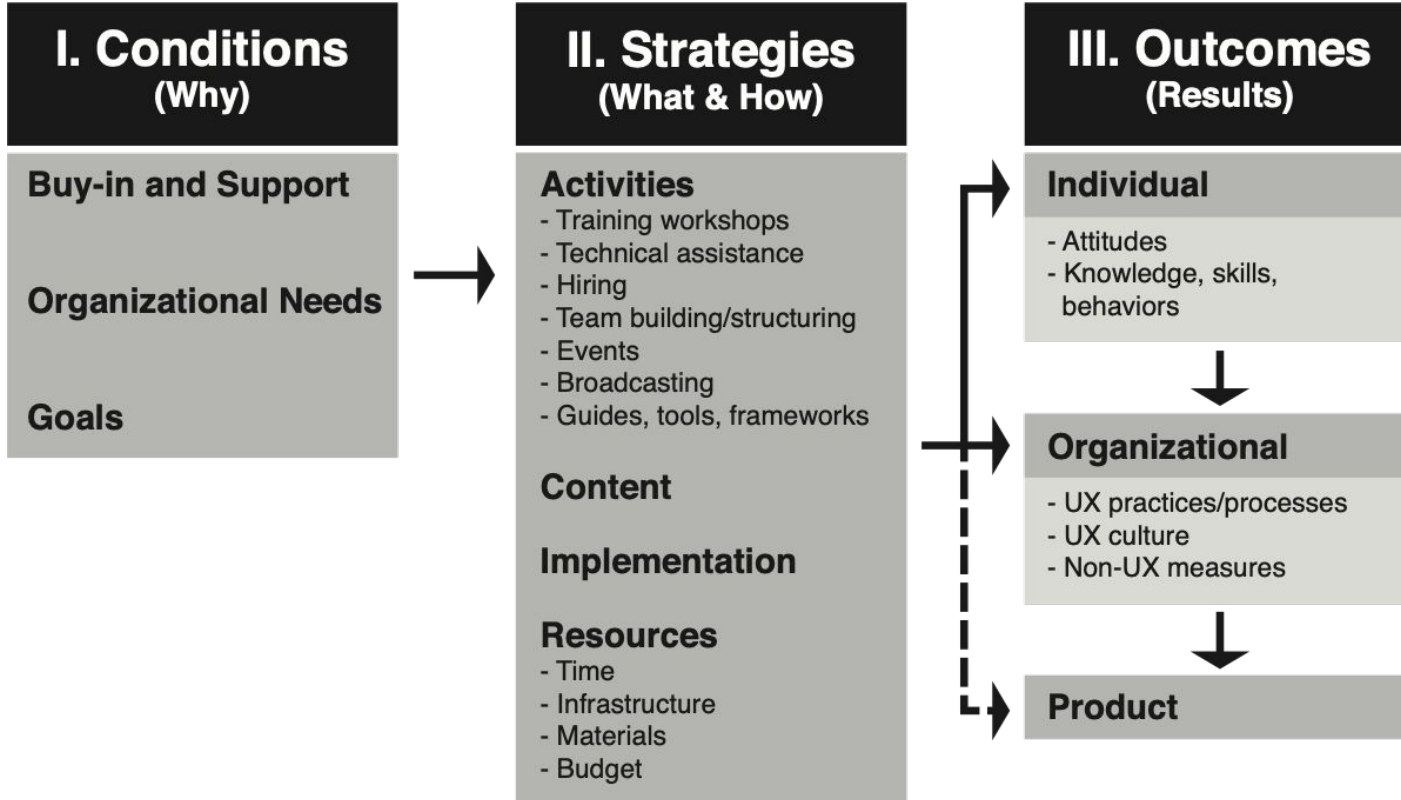 I. Conditions
(Why)
Buy-in and Support
Organizational Needs
Goals
II. Strategies
(What & How)
Activities
- Training workshops
- Technical assistance
- Hiring
- Team building/structuring
- Events
- Broadcasting
- Guides, tools, frameworks
Content
Implementation
Resources
- Time
- Infrastructure
- Materials
- Budget
III. Outcomes
(Results)
Individual
- Attitudes
- Knowledge, skills,
behaviors
Organizational
- UX practices/processes
- UX culture
- Non-UX measures
Product